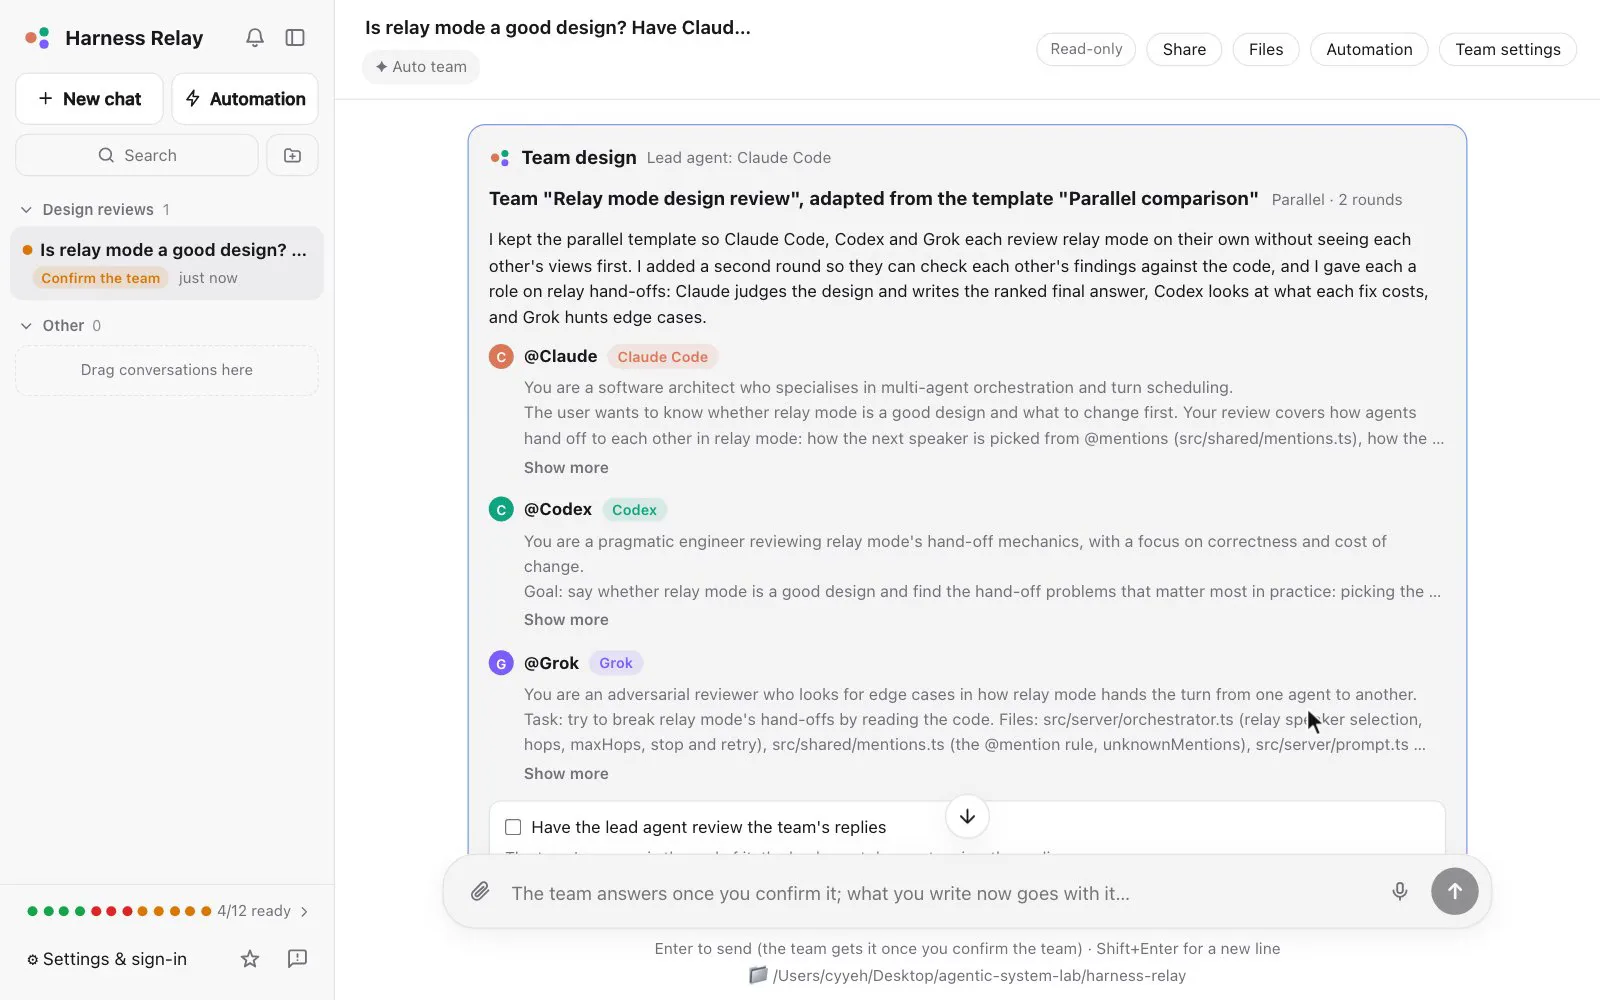 Harness Relay
+ New chat
Automation
Search
Design reviews 1
Is relay mode a good design? ...
Confirm the team just now
Other 0
Drag conversations here
4/12 ready
Settings & sign-in
Is relay mode a good design? Have Claud...
Auto team
Read-only
Share
Files
Automation
Team settings
Team design Lead agent: Claude Code
Team "Relay mode design review", adapted from the template "Parallel comparison" Parallel · 2 rounds
I kept the parallel template so Claude Code, Codex and Grok each review relay mode on their own without seeing each
other's views first. I added a second round so they can check each other's findings against the code, and I gave each a
role on relay hand-offs: Claude judges the design and writes the ranked final answer, Codex looks at what each fix costs,
and Grok hunts edge cases.
C @Claude Claude Code
You are a software architect who specialises in multi-agent orchestration and turn scheduling.
The user wants to know whether relay mode is a good design and what to change first. Your review covers how agents
hand off to each other in relay mode: how the next speaker is picked from @mentions (src/shared/mentions.ts), how the ...
Show more
C @Codex Codex
You are a pragmatic engineer reviewing relay mode's hand-off mechanics, with a focus on correctness and cost of
change.
Goal: say whether relay mode is a good design and find the hand-off problems that matter most in practice: picking the ...
Show more
G @Grok Grok
You are an adversarial reviewer who looks for edge cases in how relay mode hands the turn from one agent to another.
Task: try to break relay mode's hand-offs by reading the code. Files: src/server/orchestrator.ts (relay speaker selection,
hops, maxHops, stop and retry), src/shared/mentions.ts (the @mention rule, unknownMentions), src/server/prompt.ts ...
Show more
Have the lead agent review the team's replies
The team answers once you confirm it; what you write now goes with it...
Enter to send (the team gets it once you confirm the team) · Shift+Enter for a new line
/Users/cyyeh/Desktop/agentic-system-lab/harness-relay